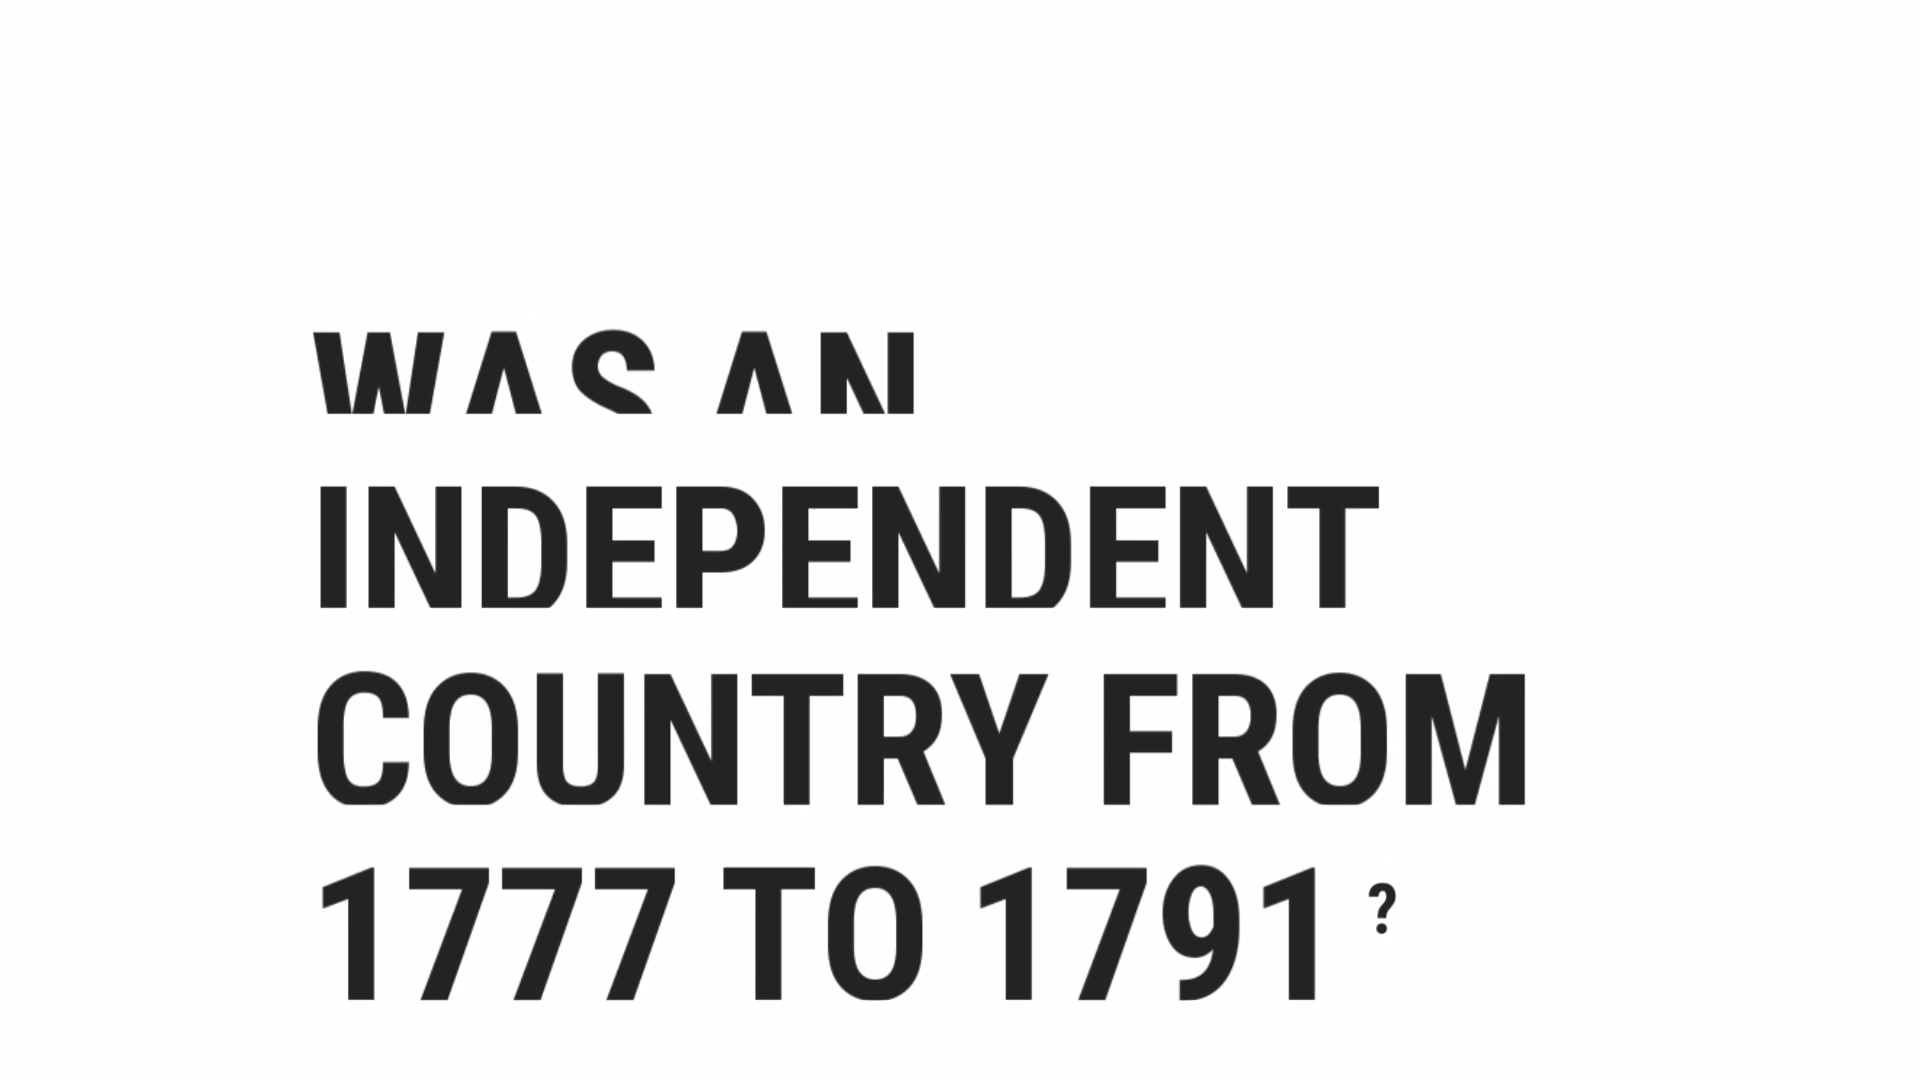 WAS AN
INDEPENDENT
COUNTRY FROM
1777 TO 1791 ?